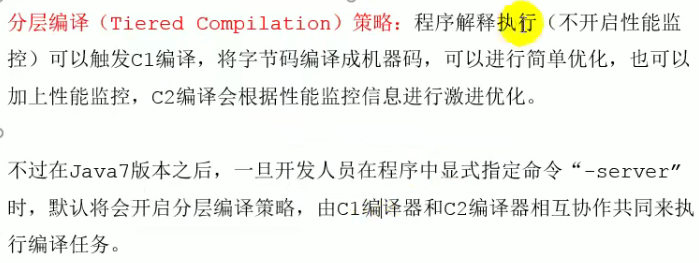 分层编译（Tiered Compilation）策略：程序解释执行（不开启性能监
控）可以触发C1编译，将字节码编译成机器码，可以进行简单优化，也可以
加上性能监控，C2编译会根据性能监控信息进行激进优化。
不过在Java7版本之后，一旦开发人员在程序中显式指定命令“-server”
时，默认将会开启分层编译策略，由C1编译器和C2编译器相互协作共同来执
行编译任务。